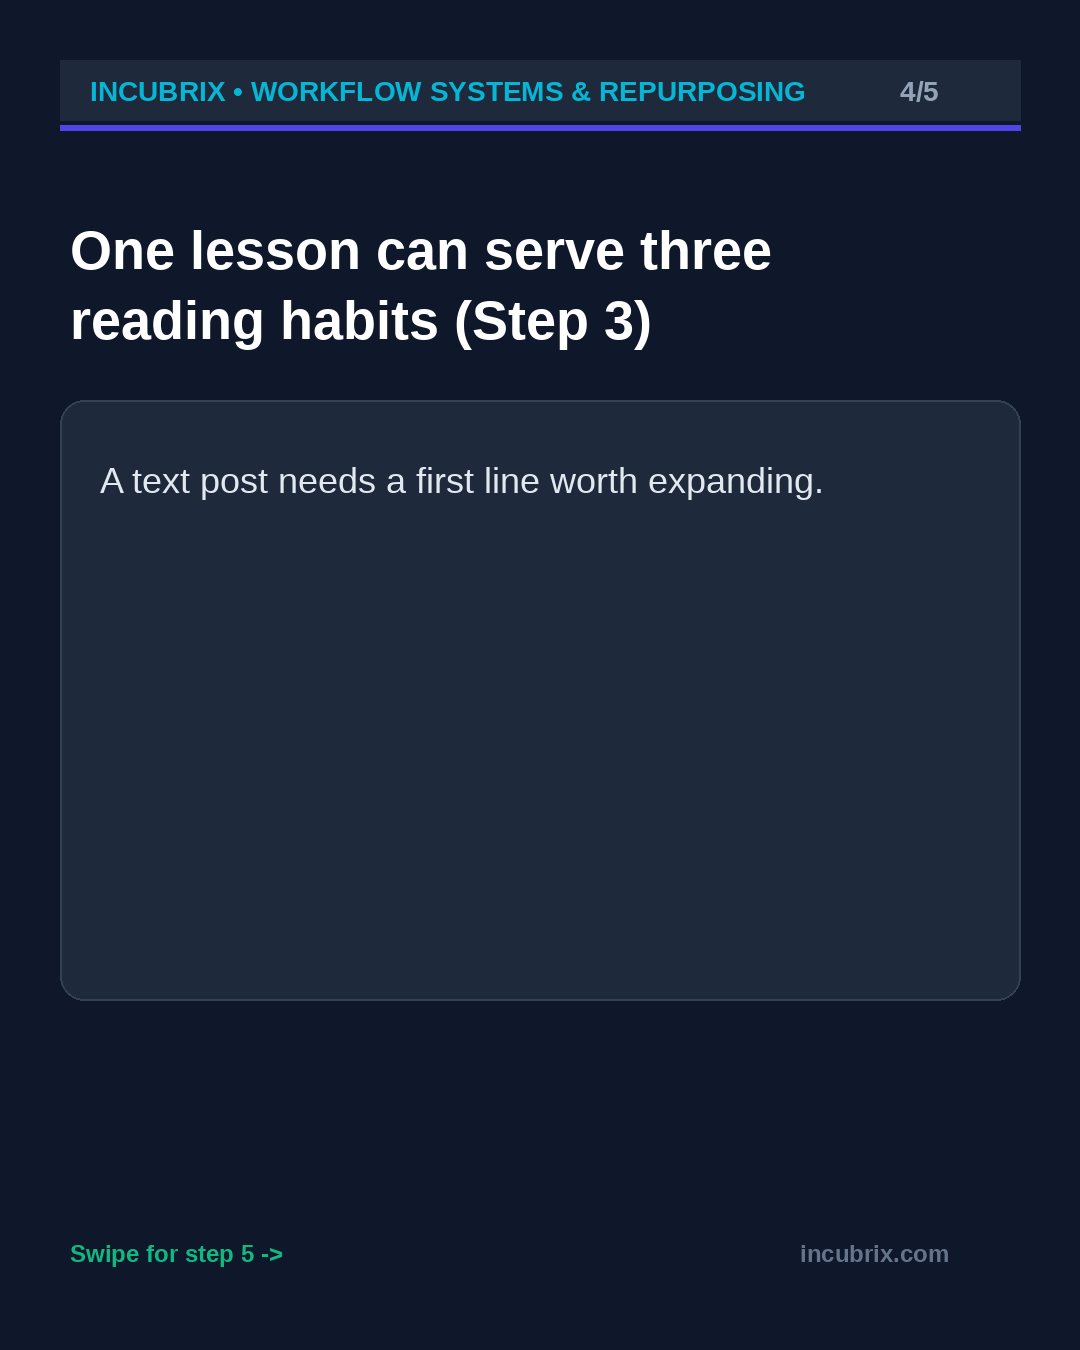 INCUBRIX • WORKFLOW SYSTEMS & REPURPOSING 4/5
One lesson can serve three
reading habits (Step 3)
A text post needs a first line worth expanding.
Swipe for step 5 -> incubrix.com